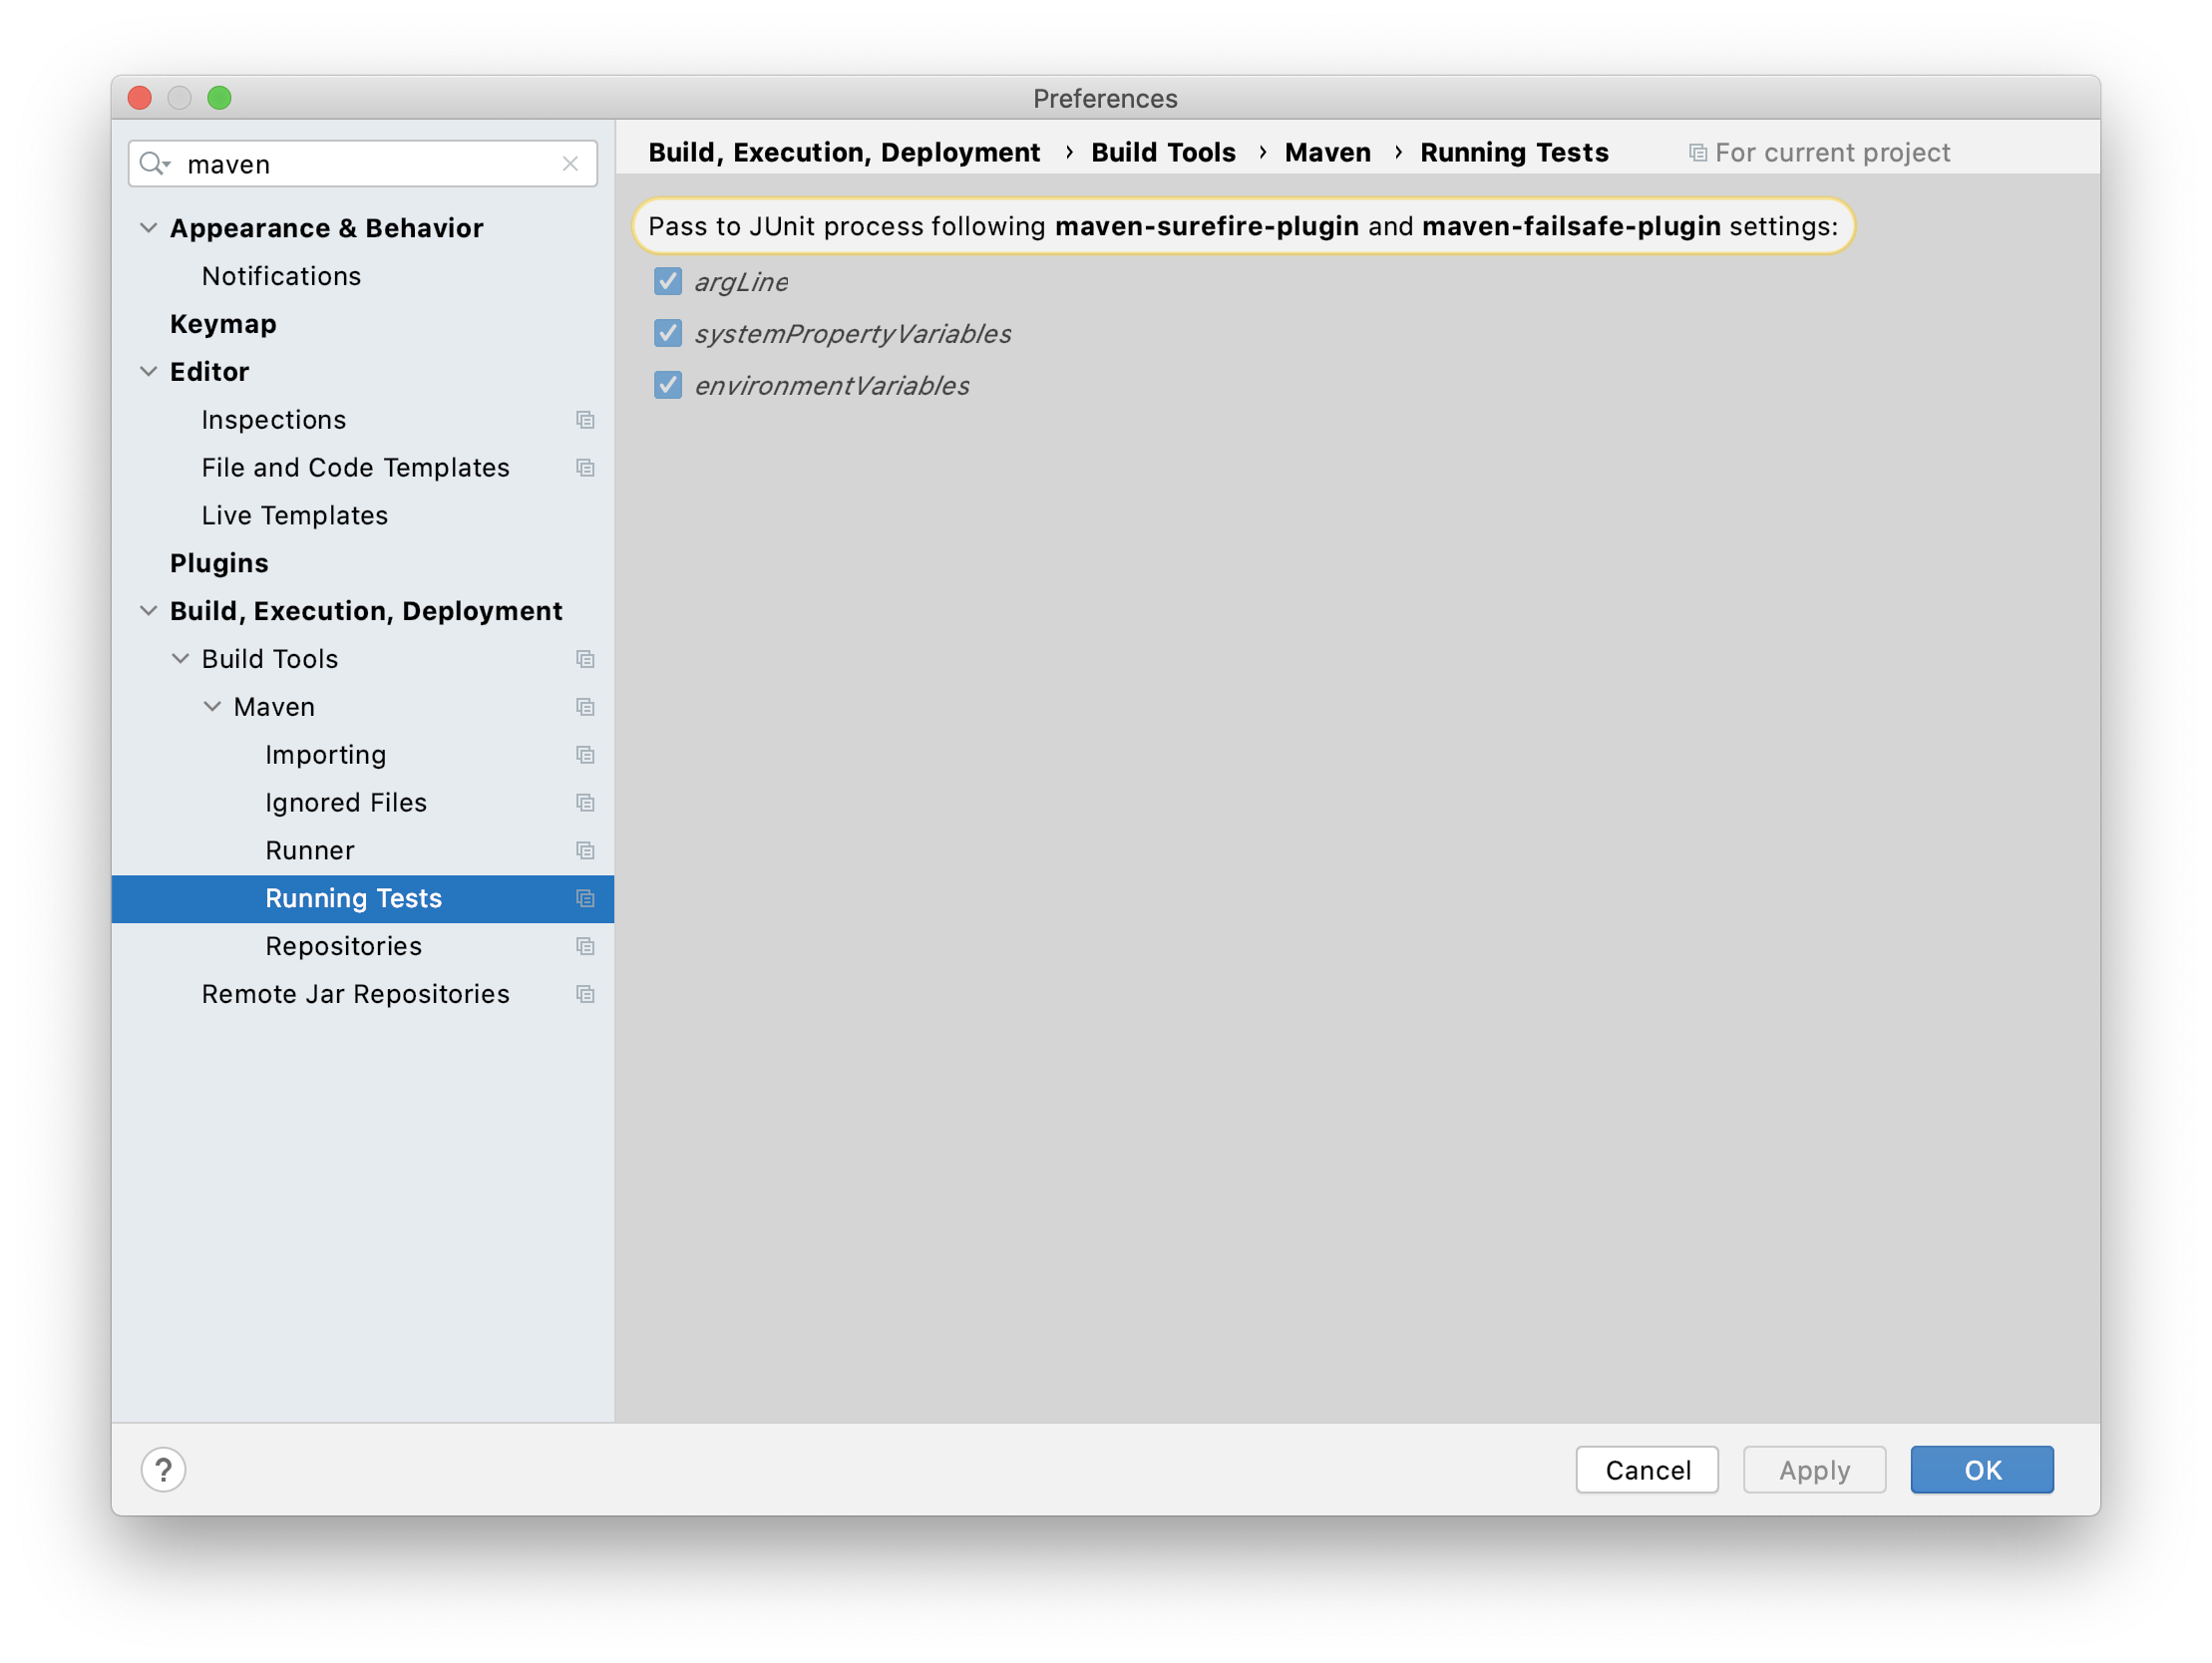 Preferences
maven
Appearance & Behavior
Notifications
Keymap
Editor
Inspections
File and Code Templates
Live Templates
Plugins
Build, Execution, Deployment
Build Tools
Maven
Importing
Ignored Files
Runner
Running Tests
Repositories
Remote Jar Repositories
Build, Execution, Deployment › Build Tools › Maven › Running Tests For current project
Pass to JUnit process following maven-surefire-plugin and maven-failsafe-plugin settings:
argLine
systemPropertyVariables
environmentVariables
? Cancel Apply OK